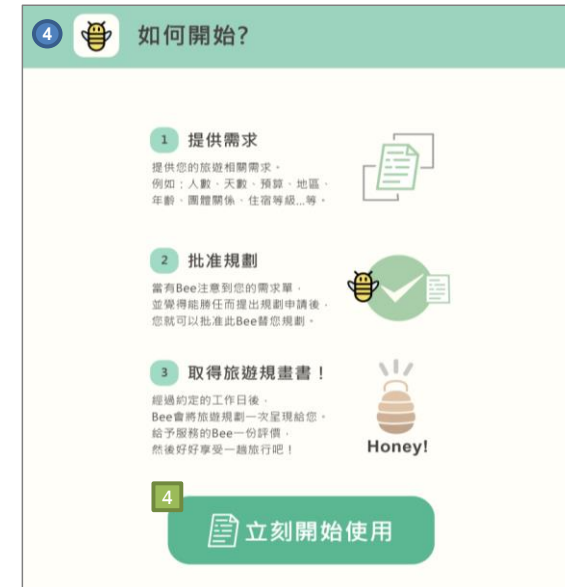 4
如何開始?
1 提供需求
提供您的旅遊相關需求。
例如：人數、天數、預算、地區、
年齡、團體關係、住宿等級...等。
2 批准規劃
當有Bee注意到您的需求單，
並覺得能勝任而提出規劃申請後，
您就可以批准此Bee替您規劃。
3 取得旅遊規畫書！
經過約定的工作日後，
Bee會將旅遊規劃一次呈現給您。
給予服務的Bee一份評價，
然後好好享受一趟旅行吧！
Honey!
4
立刻開始使用